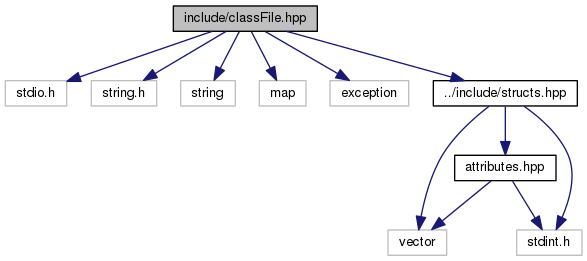 include/classFile.hpp
stdio.h
string.h
string
map
exception
../include/structs.hpp
attributes.hpp
vector
stdint.h